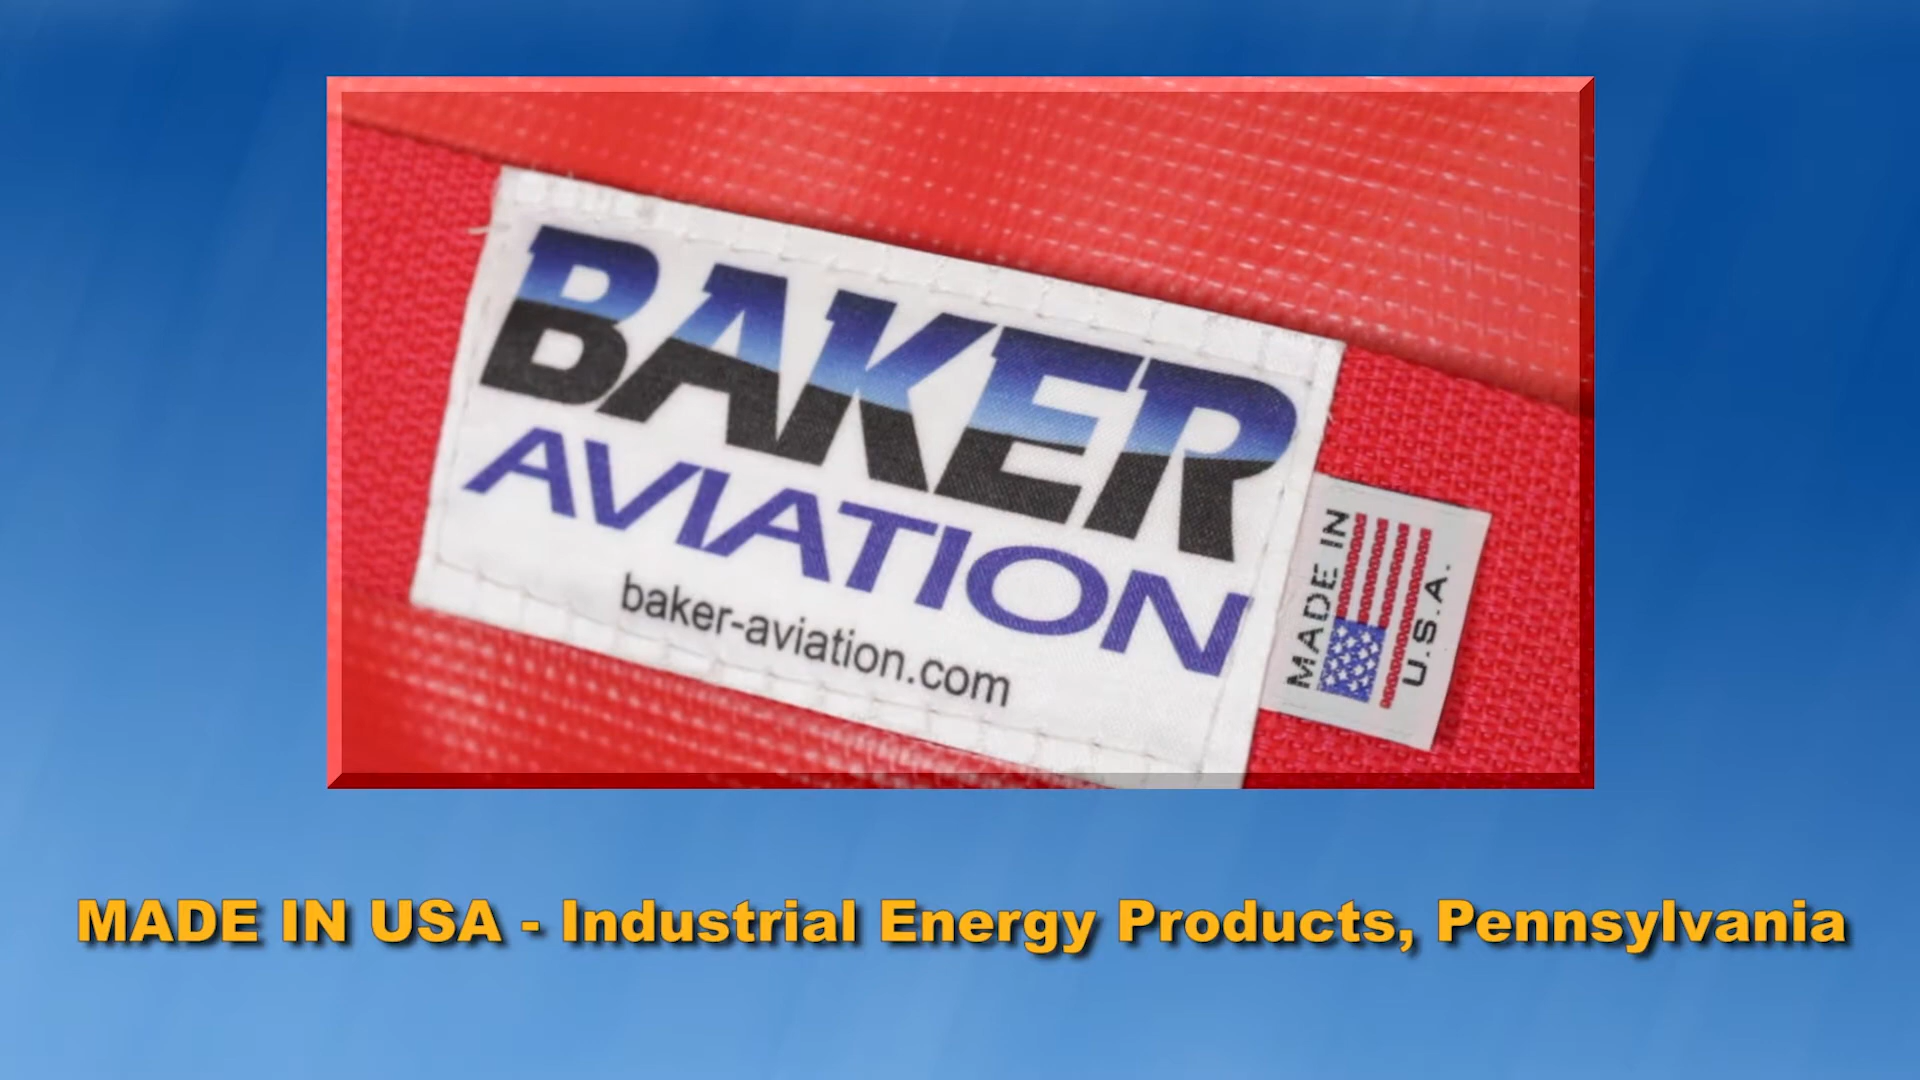 BAKER
AVIATION
baker-aviation.com
MADE IN
U.S.A.
MADE IN USA - Industrial Energy Products, Pennsylvania